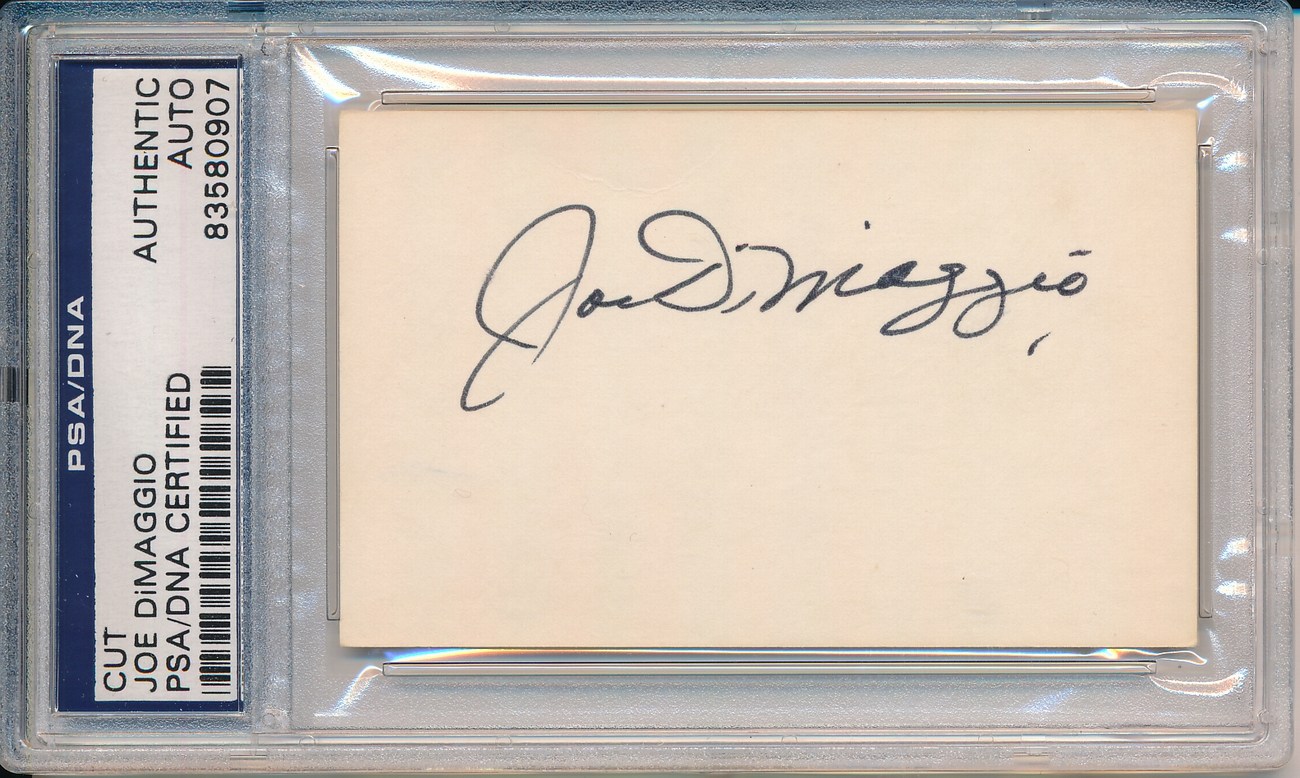 PSA/DNA
CUT
JOE DiMAGGIO
PSA/DNA CERTIFIED
AUTHENTIC
AUTO
83580907
Joe DiMaggio